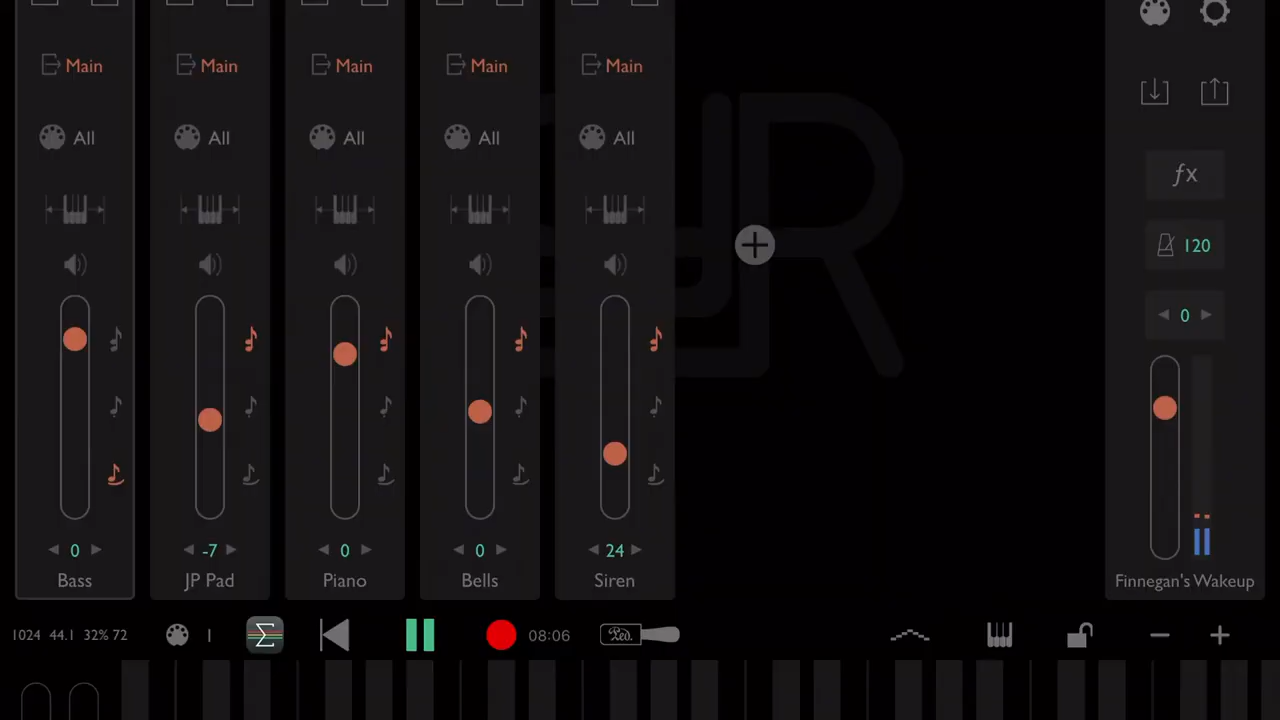 Main Main Main Main Main
All All All All All
fx
120
0
0 -7 0 0 24
Bass JP Pad Piano Bells Siren Finnegan's Wakeup
1024 44.1 32% 72 I Σ 08:06 Red.